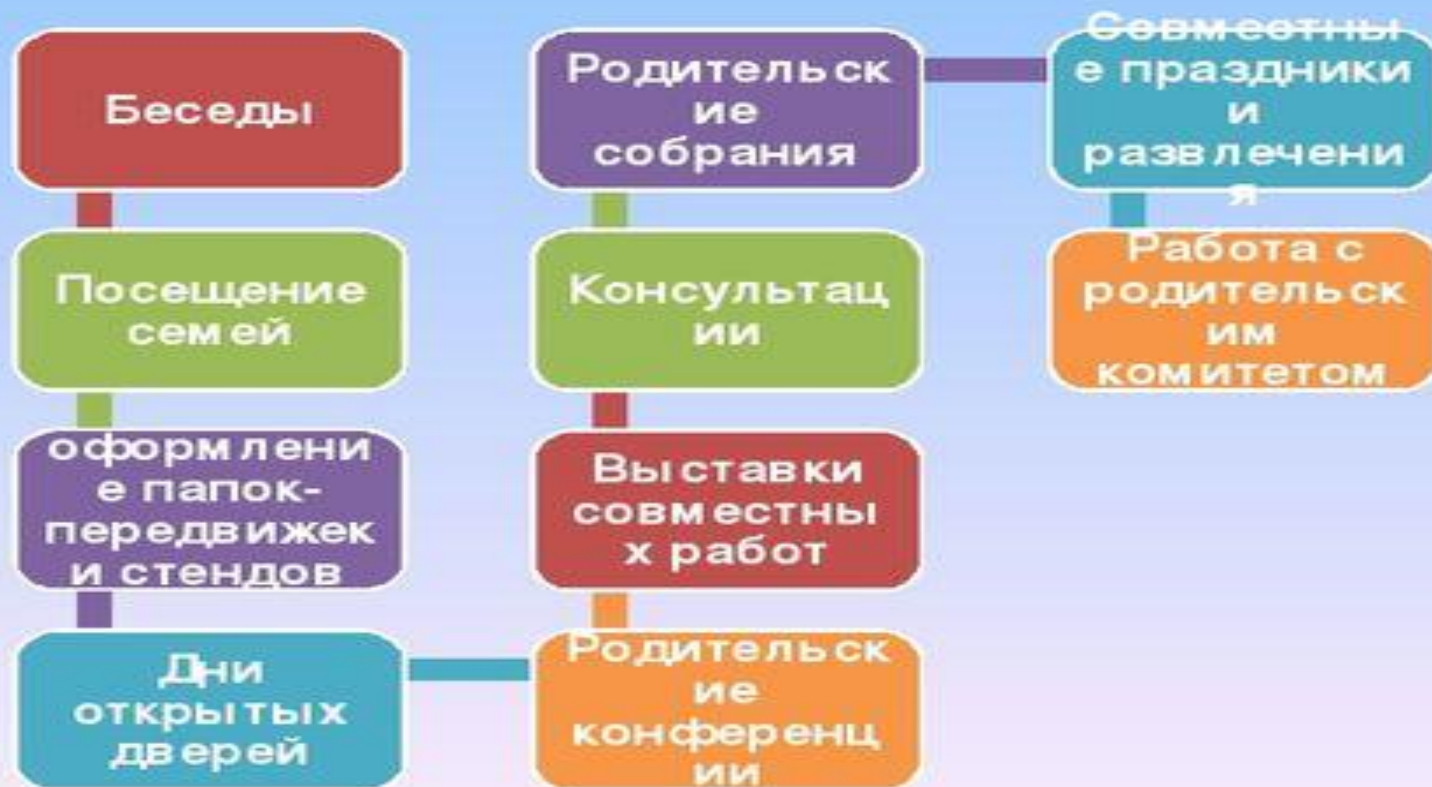 Беседы
Посещение
семей
оформлени
е папок-
передвижек
и стендов
Дни
открытых
дверей
Родительск
ие
конференц
ии
Выставки
совместны
х работ
Консультац
ии
Родительск
ие
собрания
Совместны
е праздники
и
развлечени
я
Работа с
родительск
им
комитетом